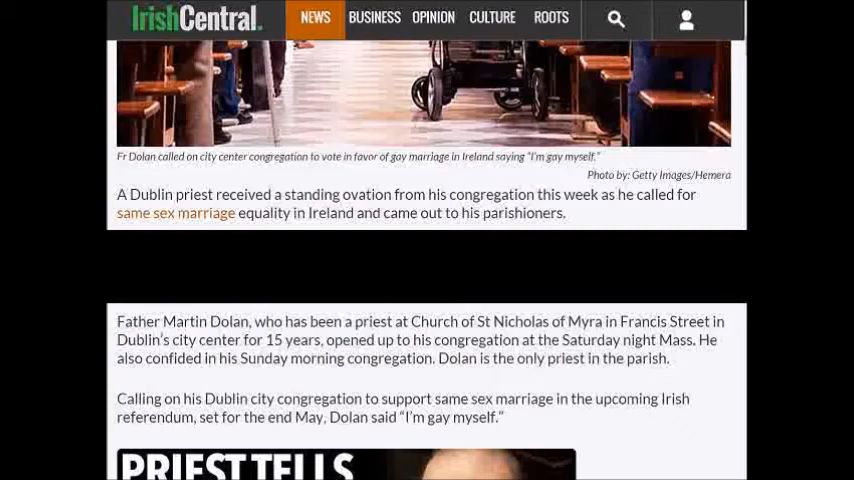 IrishCentral.
NEWS BUSINESS OPINION CULTURE ROOTS
Fr Dolan called on city center congregation to vote in favor of gay marriage in Ireland saying "I'm gay myself."
Photo by: Getty Images/Hemera
A Dublin priest received a standing ovation from his congregation this week as he called for
same sex marriage equality in Ireland and came out to his parishioners.
Father Martin Dolan, who has been a priest at Church of St Nicholas of Myra in Francis Street in
Dublin's city center for 15 years, opened up to his congregation at the Saturday night Mass. He
also confided in his Sunday morning congregation. Dolan is the only priest in the parish.
Calling on his Dublin city congregation to support same sex marriage in the upcoming Irish
referendum, set for the end May, Dolan said "I'm gay myself."
PRIEST TELLS